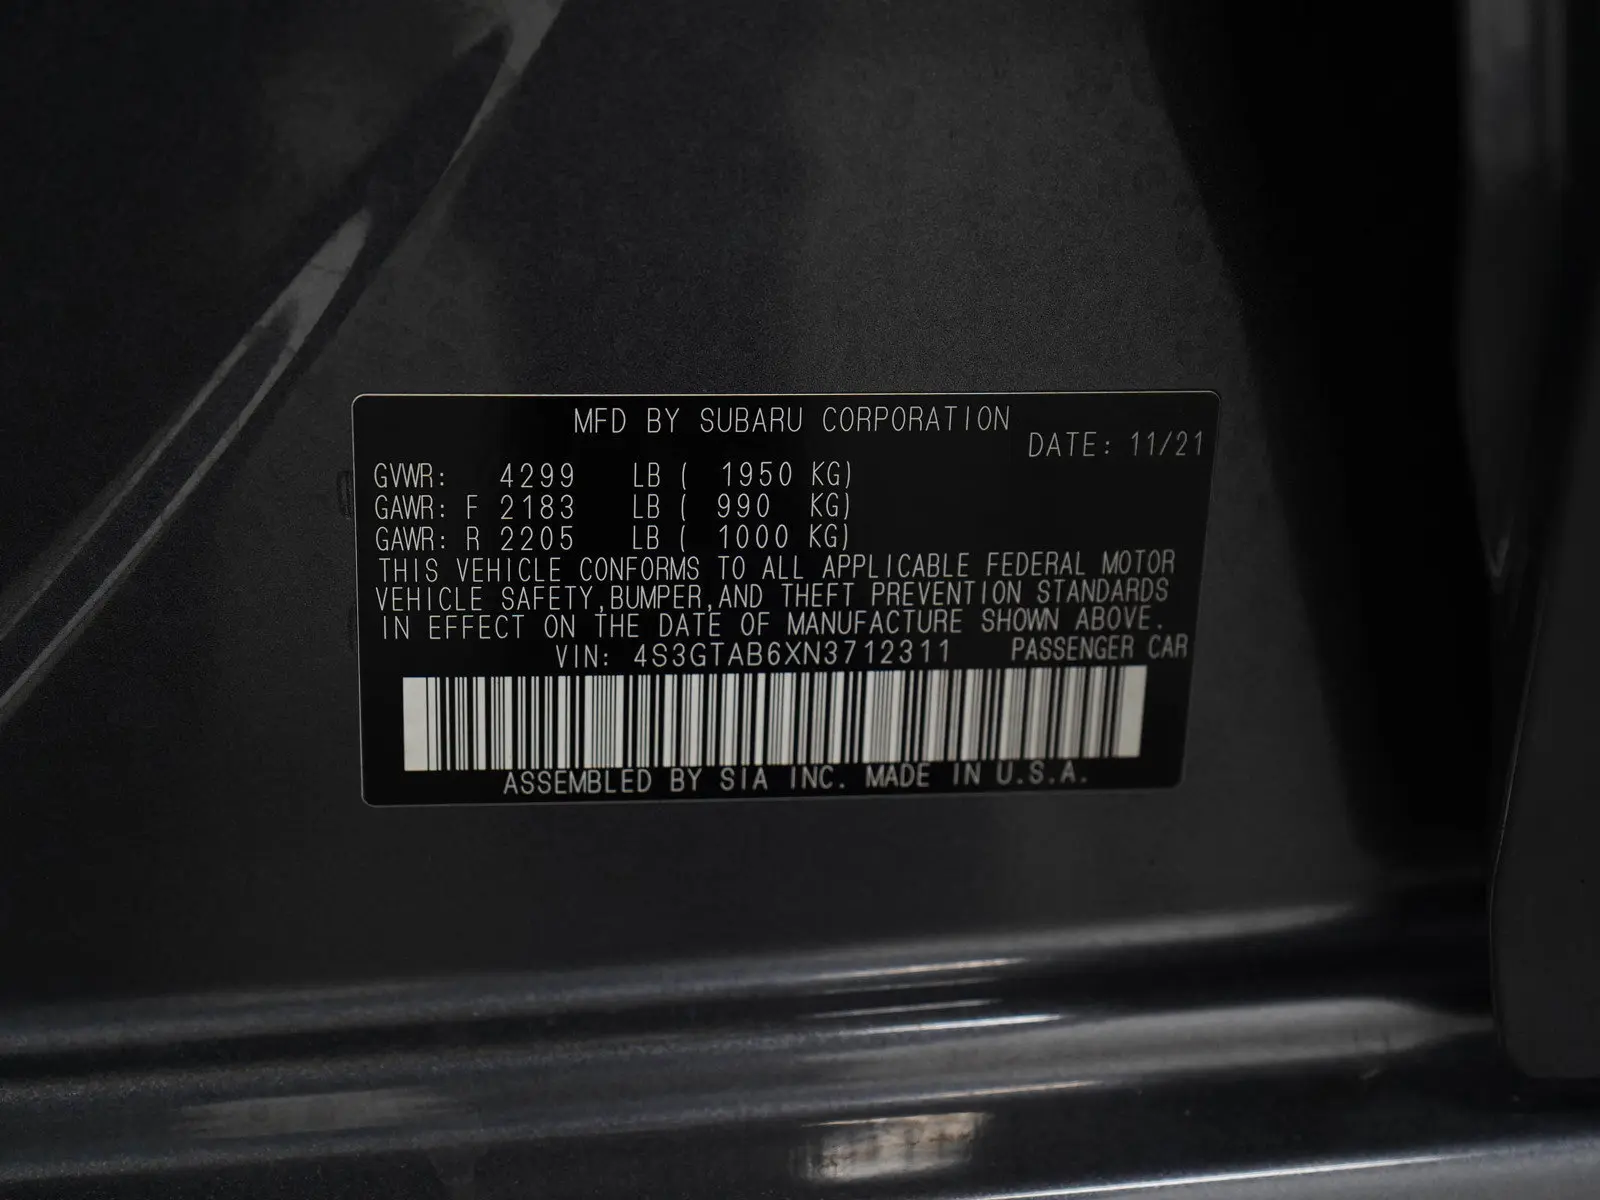 MFD BY SUBARU CORPORATION
DATE: 11/21
GVWR: 4299 LB ( 1950 KG)
GAWR: F 2183 LB ( 990 KG)
GAWR: R 2205 LB ( 1000 KG)
THIS VEHICLE CONFORMS TO ALL APPLICABLE FEDERAL MOTOR
VEHICLE SAFETY,BUMPER,AND THEFT PREVENTION STANDARDS
IN EFFECT ON THE DATE OF MANUFACTURE SHOWN ABOVE.
VIN: 4S3GTAB6XN3712311 PASSENGER CAR
ASSEMBLED BY SIA INC. MADE IN U.S.A.